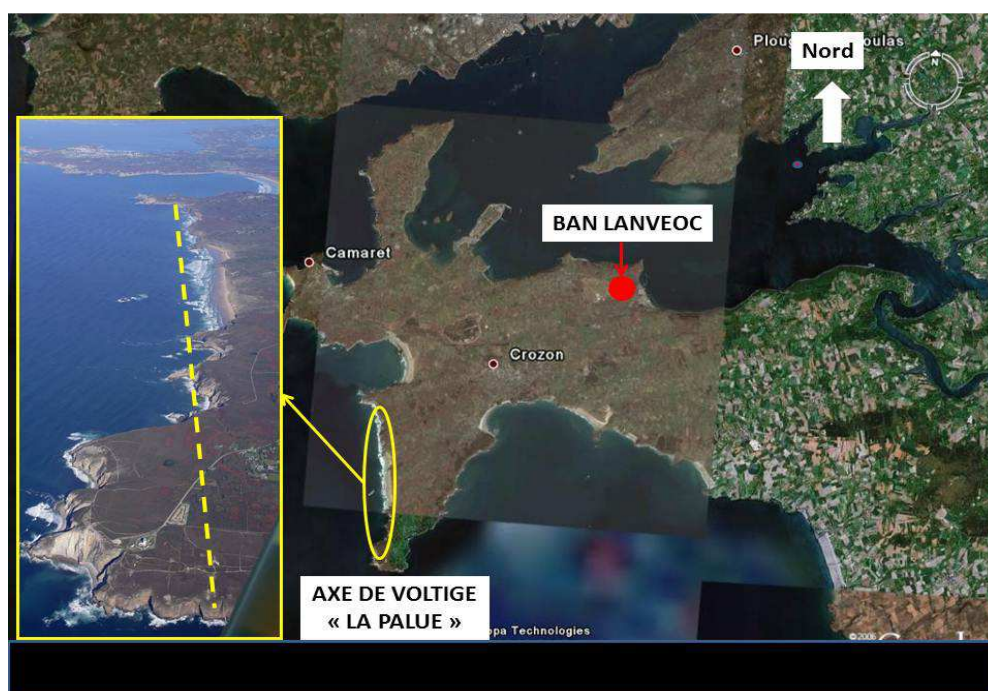 Nord
N
BAN LANVEOC
Camaret
Crozon
AXE DE VOLTIGE
« LA PALUE »
Technologies